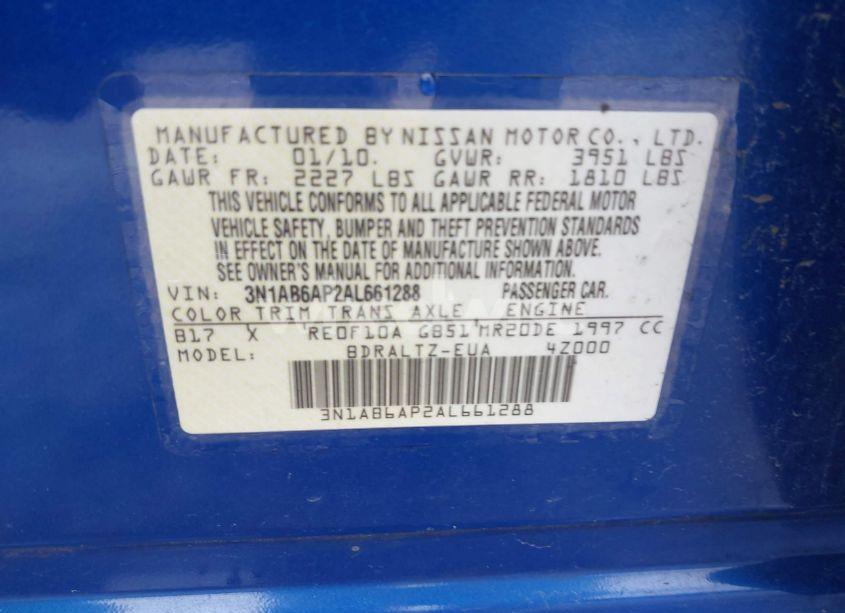 MANUFACTURED BY NISSAN MOTOR CO., LTD.
DATE: 01/10. GVWR: 3951 LBS
GAWR FR: 2227 LBS GAWR RR: 1810 LBS
THIS VEHICLE CONFORMS TO ALL APPLICABLE FEDERAL MOTOR
VEHICLE SAFETY, BUMPER AND THEFT PREVENTION STANDARDS
IN EFFECT ON THE DATE OF MANUFACTURE SHOWN ABOVE.
SEE OWNER'S MANUAL FOR ADDITIONAL INFORMATION.
VIN: 3N1AB6AP2AL661288 PASSENGER CAR.
COLOR TRIM TRANS AXLE ENGINE
B17 X RE0F10A GB51 MR20DE 1997 CC
MODEL: BDRALTZ-EUA 4Z000
3N1AB6AP2AL661288